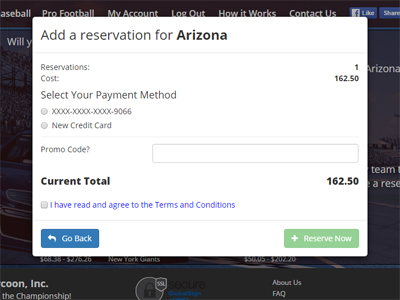 aseball Pro Football My Account Log Out How it Works Contact Us Like Share
Add a reservation for Arizona
Will y
Reservations: 1
Cost: 162.50
Arizona
Select Your Payment Method
XXXX-XXXX-XXXX-9066
New Credit Card
Promo Code?
y team t
e a rese
Current Total 162.50
I have read and agree to the Terms and Conditions
Go Back
+ Reserve Now
$68.38 - $276.26 New York Giants $50.05 - $202.20
coon, Inc.
the Championship!
SSL
secure
About Us
FAQ